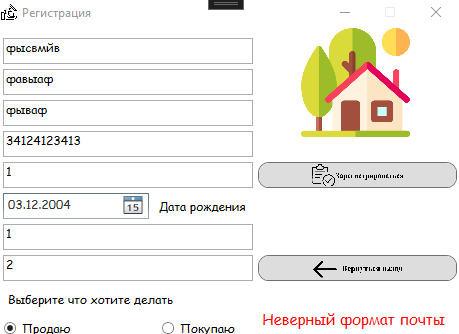 Регистрация
фысвмйв
фавыаф
фываф
34124123413
1
Зарегистрироваться
03.12.2004
15
Дата рождения
1
2
Вернуться назад
Выберите что хотите делать
Неверный формат почты
Продаю
Покупаю